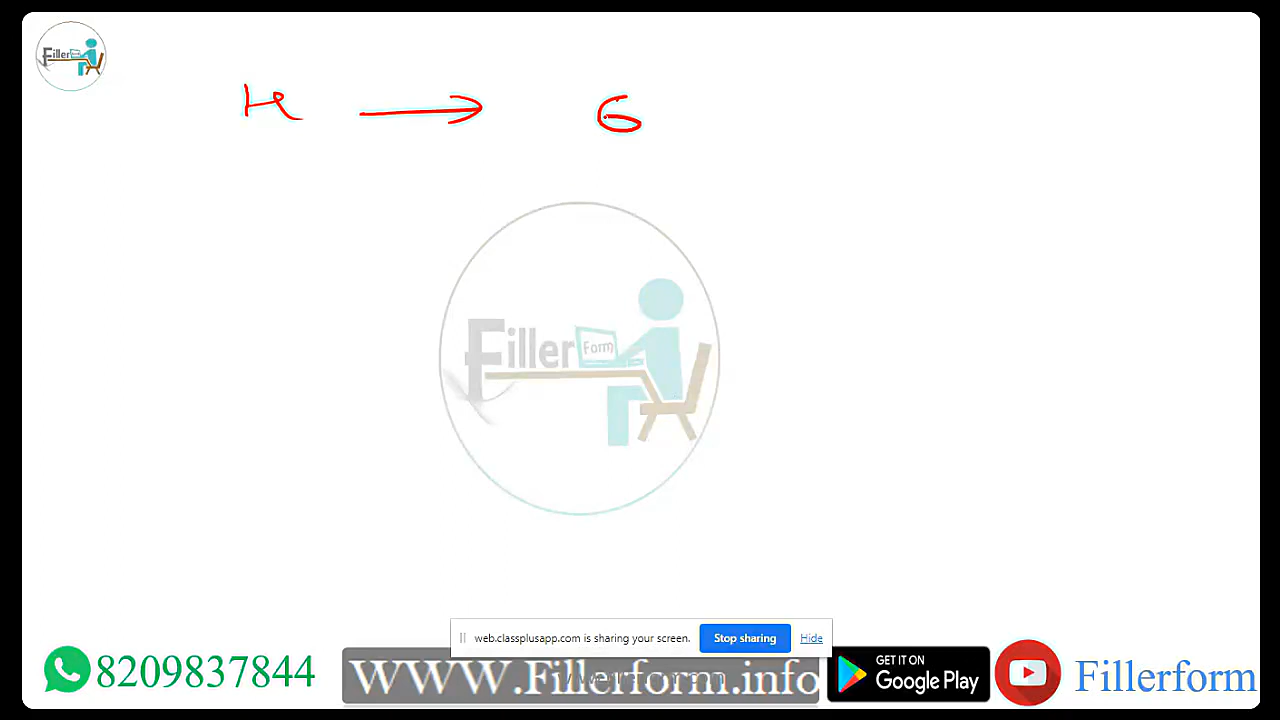 Filler
H → G
Filler Form
web.classplusapp.com is sharing your screen. Stop sharing Hide
8209837844
WWW.Fillerform.info
GET IT ON
Google Play
Fillerform